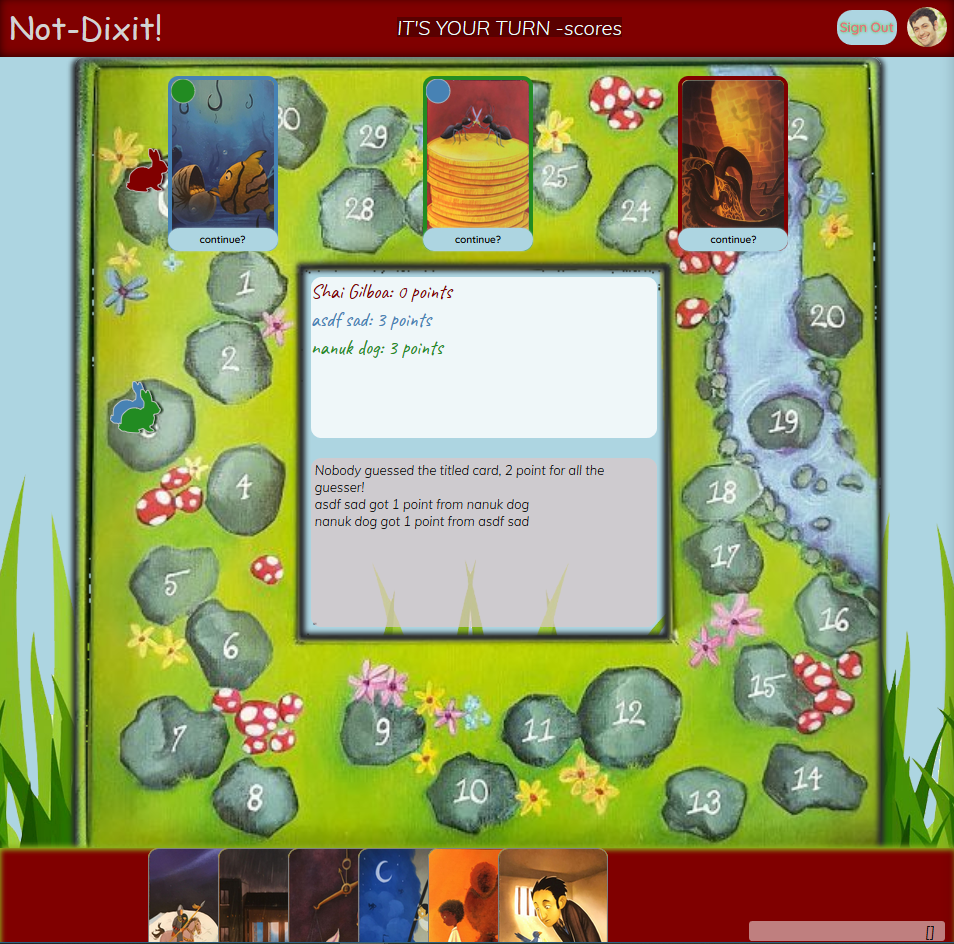 Not-Dixit!
IT'S YOUR TURN -scores
Sign Out
30
29
25
28
24
continue?
continue?
continue?
Shai Gilboa: 0 points
asdf sad: 3 points
nanuk dog: 3 points
Nobody guessed the titled card, 2 point for all the
guesser!
asdf sad got 1 point from nanuk dog
nanuk dog got 1 point from asdf sad
1
2
4
5
6
7
8
9
10
11
12
13
14
15
16
17
18
19
20
[]